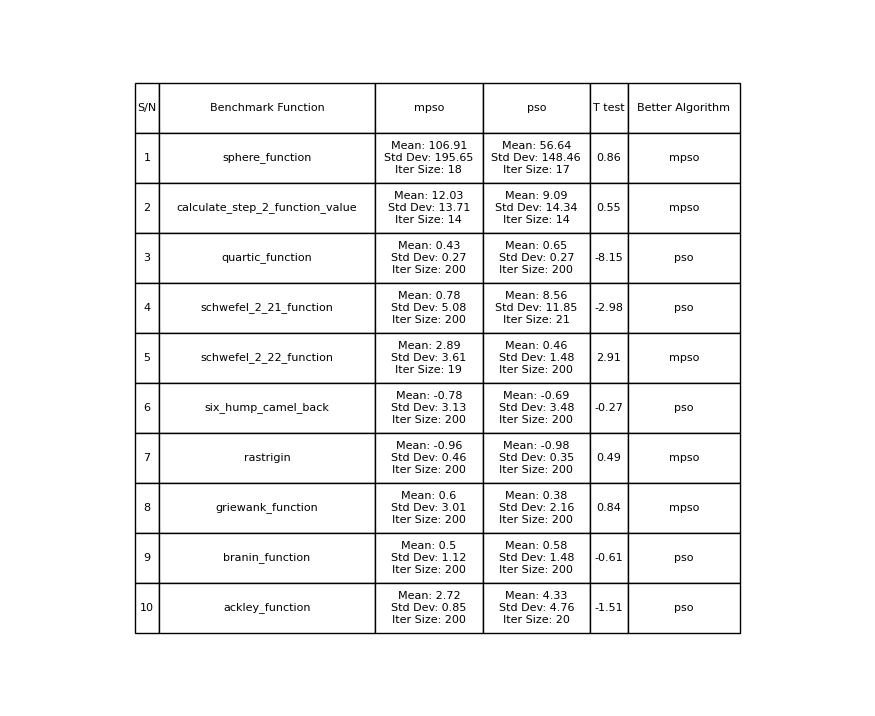 S/N Benchmark Function mpso pso T test Better Algorithm
Mean: 106.91 Mean: 56.64
1 sphere_function Std Dev: 195.65 Std Dev: 148.46 0.86 mpso
Iter Size: 18 Iter Size: 17
Mean: 12.03 Mean: 9.09
2 calculate_step_2_function_value Std Dev: 13.71 Std Dev: 14.34 0.55 mpso
Iter Size: 14 Iter Size: 14
Mean: 0.43 Mean: 0.65
3 quartic_function Std Dev: 0.27 Std Dev: 0.27 -8.15 pso
Iter Size: 200 Iter Size: 200
Mean: 0.78 Mean: 8.56
4 schwefel_2_21_function Std Dev: 5.08 Std Dev: 11.85 -2.98 pso
Iter Size: 200 Iter Size: 21
Mean: 2.89 Mean: 0.46
5 schwefel_2_22_function Std Dev: 3.61 Std Dev: 1.48 2.91 mpso
Iter Size: 19 Iter Size: 200
Mean: -0.78 Mean: -0.69
6 six_hump_camel_back Std Dev: 3.13 Std Dev: 3.48 -0.27 pso
Iter Size: 200 Iter Size: 200
Mean: -0.96 Mean: -0.98
7 rastrigin Std Dev: 0.46 Std Dev: 0.35 0.49 mpso
Iter Size: 200 Iter Size: 200
Mean: 0.6 Mean: 0.38
8 griewank_function Std Dev: 3.01 Std Dev: 2.16 0.84 mpso
Iter Size: 200 Iter Size: 200
Mean: 0.5 Mean: 0.58
9 branin_function Std Dev: 1.12 Std Dev: 1.48 -0.61 pso
Iter Size: 200 Iter Size: 200
Mean: 2.72 Mean: 4.33
10 ackley_function Std Dev: 0.85 Std Dev: 4.76 -1.51 pso
Iter Size: 200 Iter Size: 20